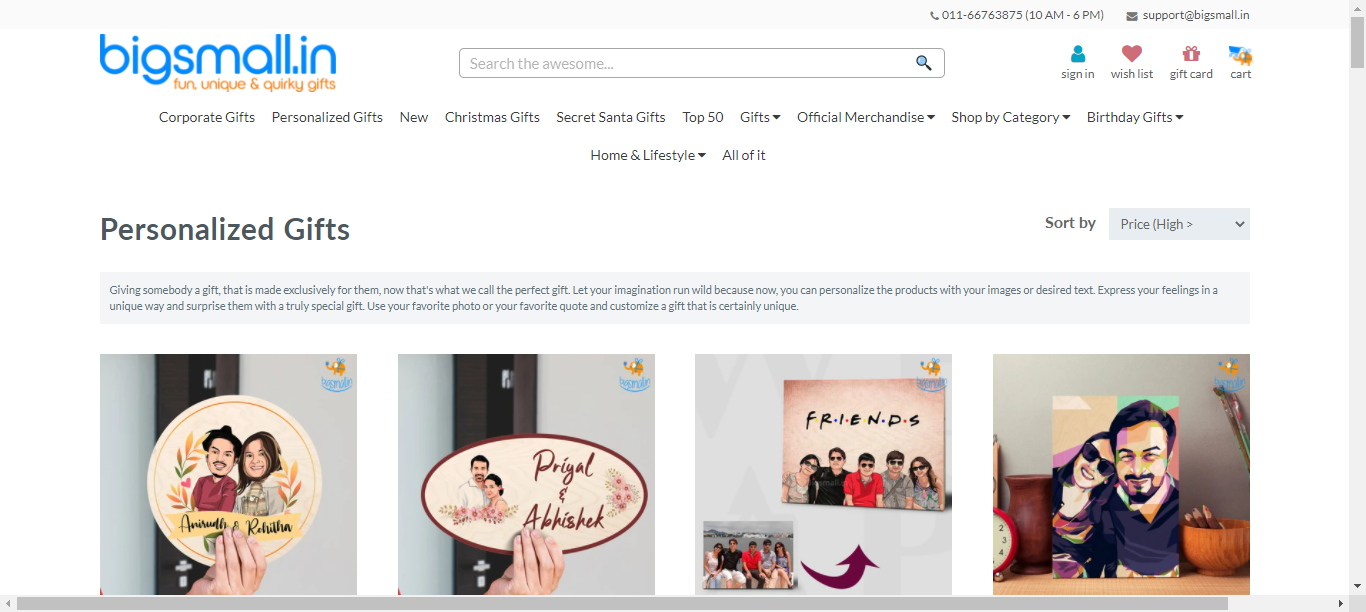 011-66763875 (10 AM - 6 PM) support@bigsmall.in
bigsmall.in
fun, unique & quirky gifts
Search the awesome...
sign in wish list gift card cart
Corporate Gifts Personalized Gifts New Christmas Gifts Secret Santa Gifts Top 50 Gifts Official Merchandise Shop by Category Birthday Gifts
Home & Lifestyle All of it
Personalized Gifts
Sort by Price (High >
Giving somebody a gift, that is made exclusively for them, now that's what we call the perfect gift. Let your imagination run wild because now, you can personalize the products with your images or desired text. Express your feelings in a
unique way and surprise them with a truly special gift. Use your favorite photo or your favorite quote and customize a gift that is certainly unique.
bigsmall.in
Anirudh & Rohitha
bigsmall.in
Priyal
&
Abhishek
bigsmall.in
F·R·I·E·N·D·S
bigsmall.in